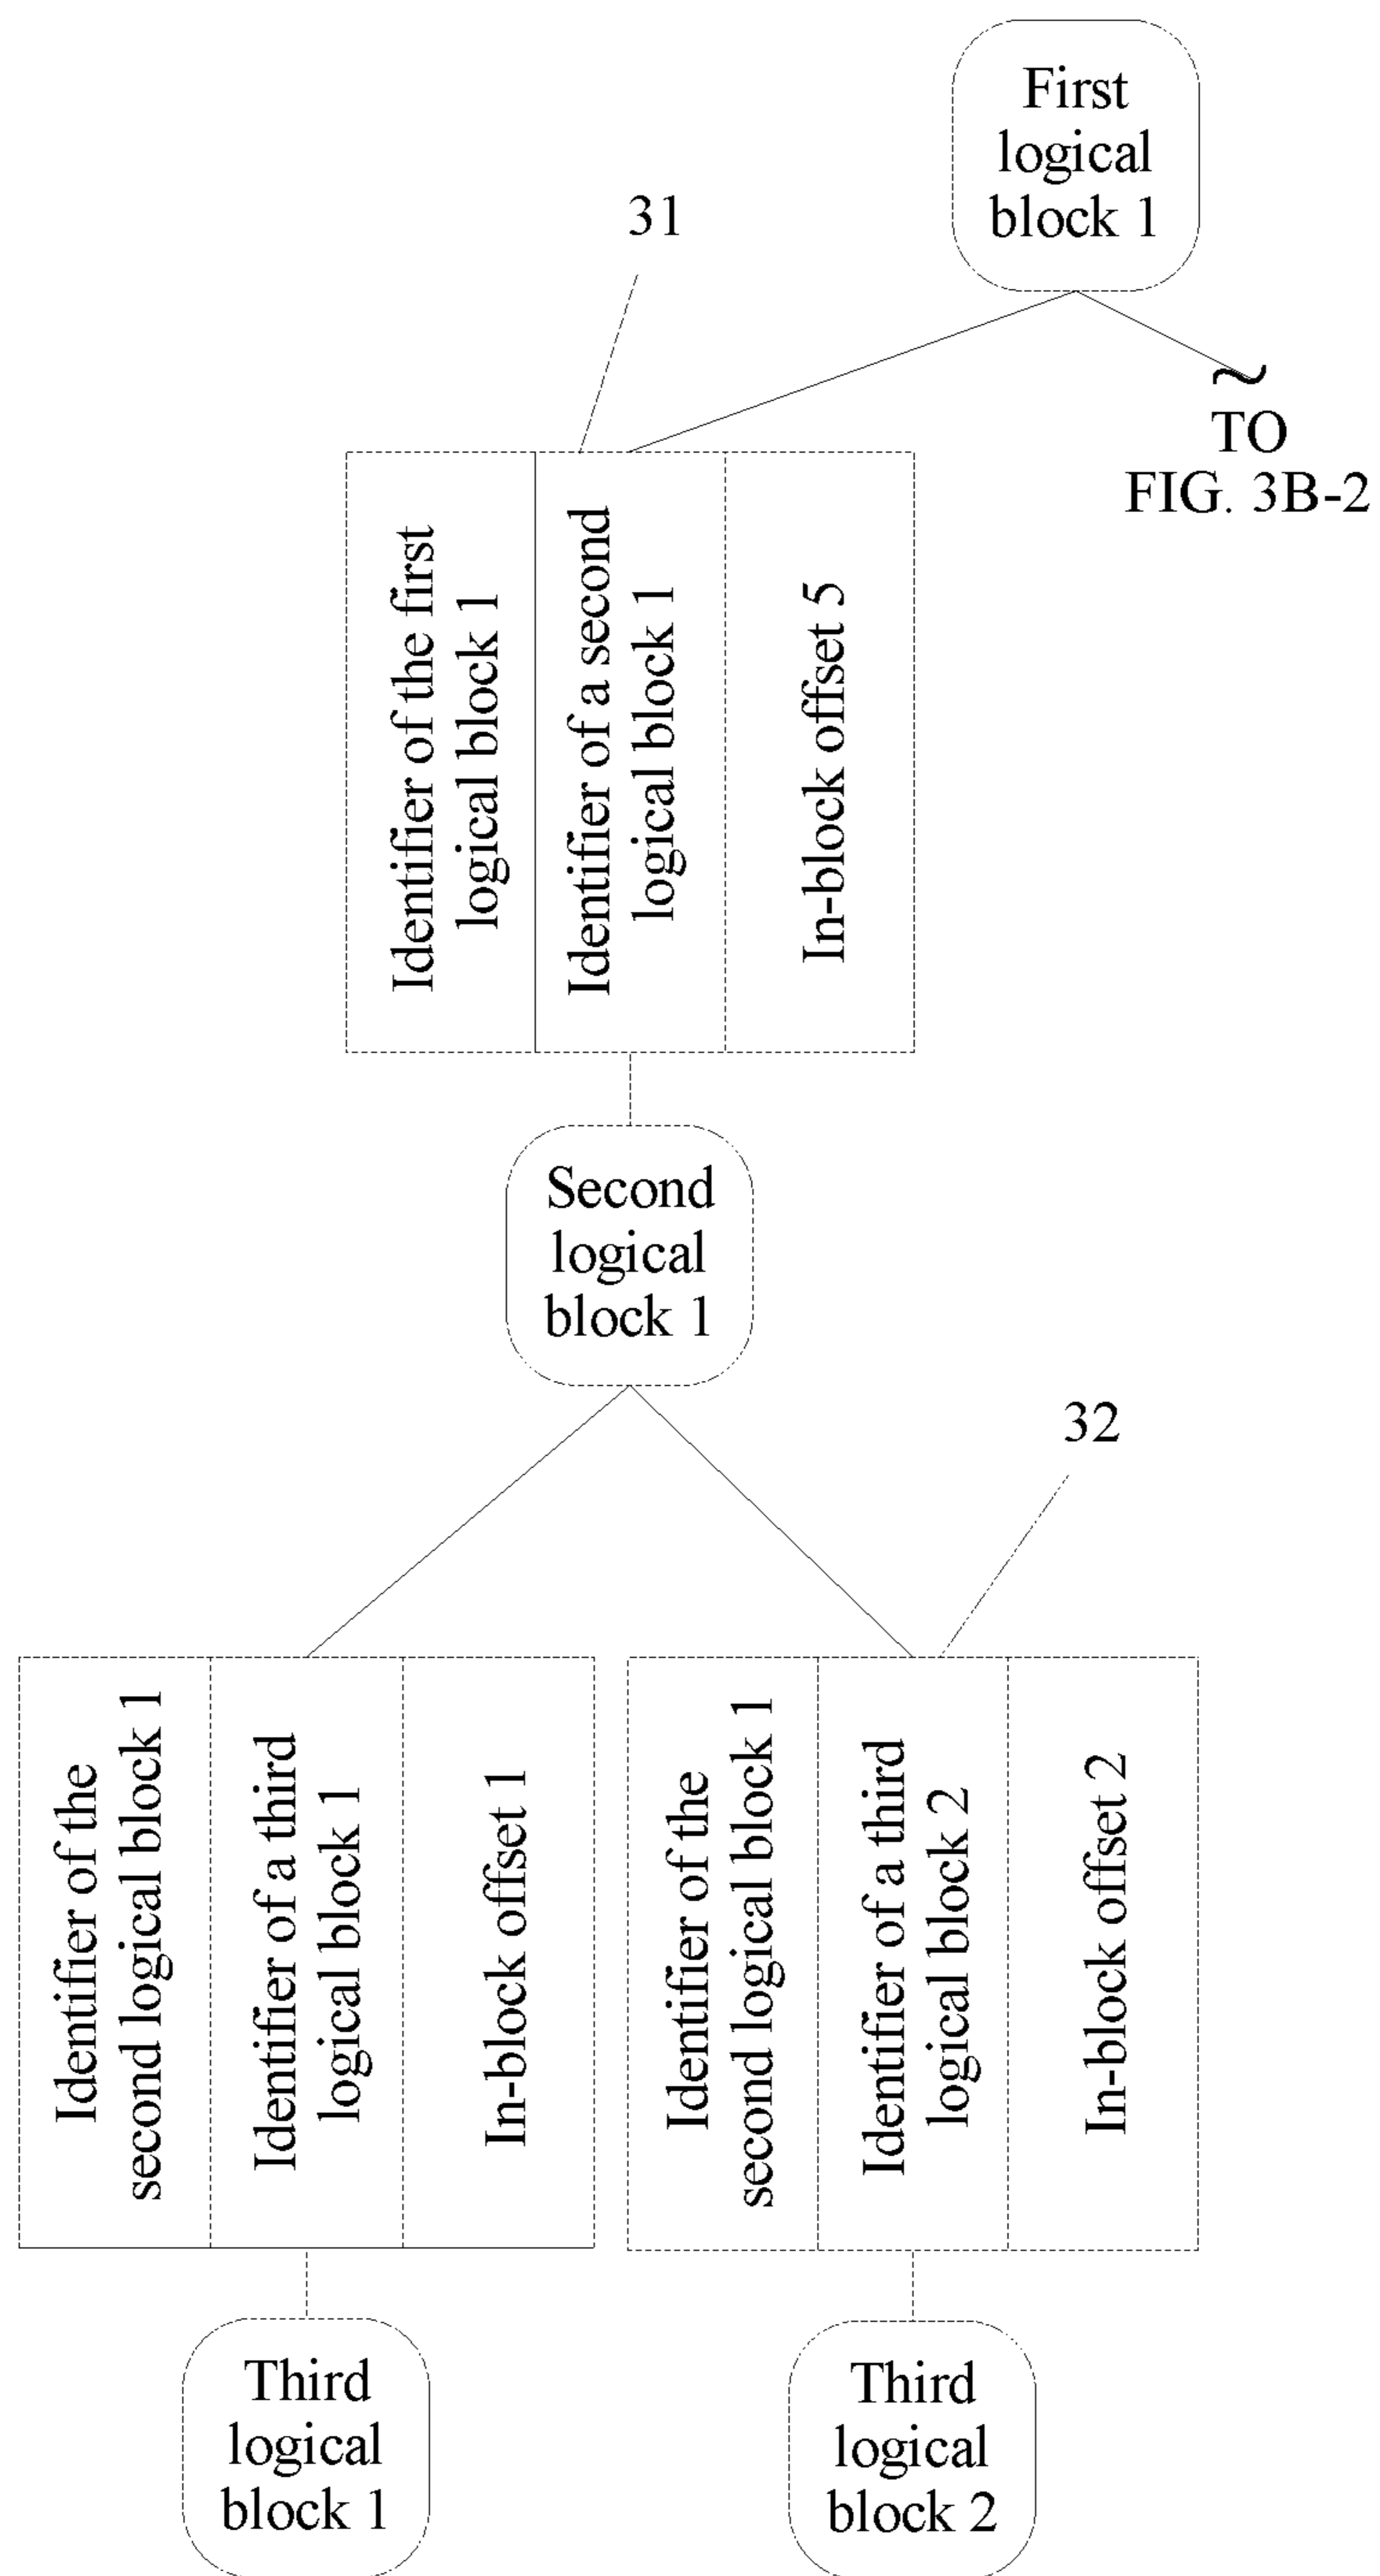 First
logical
block 1
31
~
TO
FIG. 3B-2
Identifier of the first
logical block 1
Identifier of a second
logical block 1
In-block offset 5
Second
logical
block 1
32
Identifier of the
second logical block 1
Identifier of a third
logical block 1
In-block offset 1
Identifier of the
second logical block 1
Identifier of a third
logical block 2
In-block offset 2
Third
logical
block 1
Third
logical
block 2